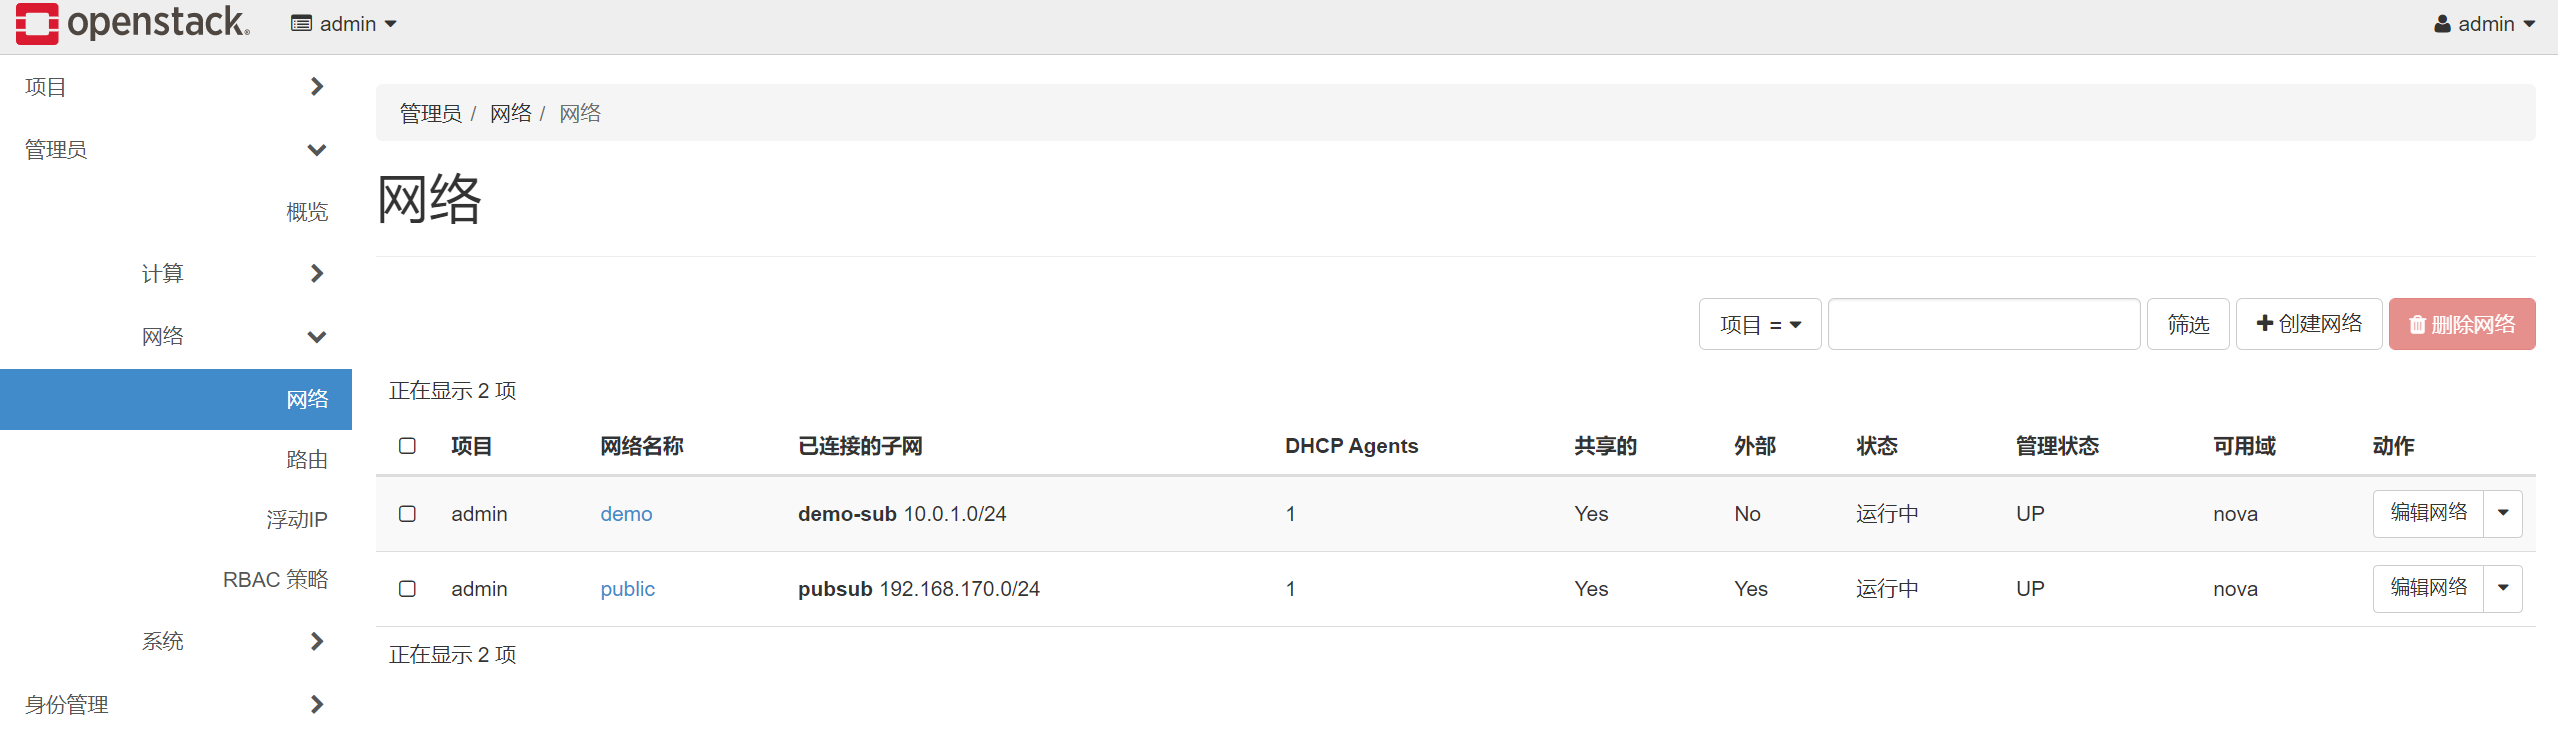 openstack. admin admin
项目
管理员
概览
计算
网络
网络
路由
浮动IP
RBAC 策略
系统
身份管理
管理员 / 网络 / 网络
网络
项目 = 筛选 创建网络 删除网络
正在显示 2 项
项目 网络名称 已连接的子网 DHCP Agents 共享的 外部 状态 管理状态 可用域 动作
admin demo demo-sub 10.0.1.0/24 1 Yes No 运行中 UP nova 编辑网络
admin public pubsub 192.168.170.0/24 1 Yes Yes 运行中 UP nova 编辑网络
正在显示 2 项